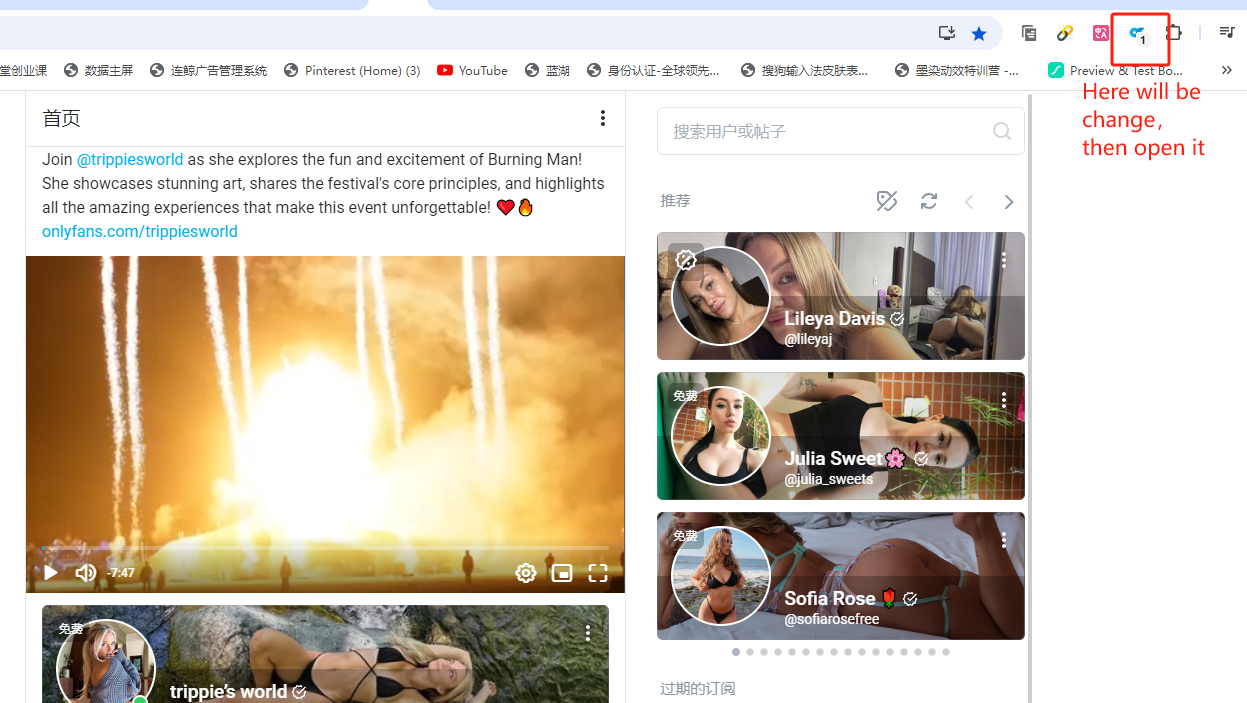 1
堂创业课 数据主屏 连鲸广告管理系统 Pinterest (Home) (3) YouTube 蓝湖 身份认证-全球领先... 搜狗输入法皮肤表... 墨染动效特训营 -... Preview & Test Bo... »
Here will be
change,
then open it
首页
Join @trippiesworld as she explores the fun and excitement of Burning Man!
She showcases stunning art, shares the festival's core principles, and highlights
all the amazing experiences that make this event unforgettable! ❤️🔥
onlyfans.com/trippiesworld
-7:47
免费
trippie's world
搜索用户或帖子
推荐
Lileya Davis
@lileyaj
免费
Julia Sweet🌸
@julia_sweets
免费
Sofia Rose🌹
@sofiarosefree
过期的订阅